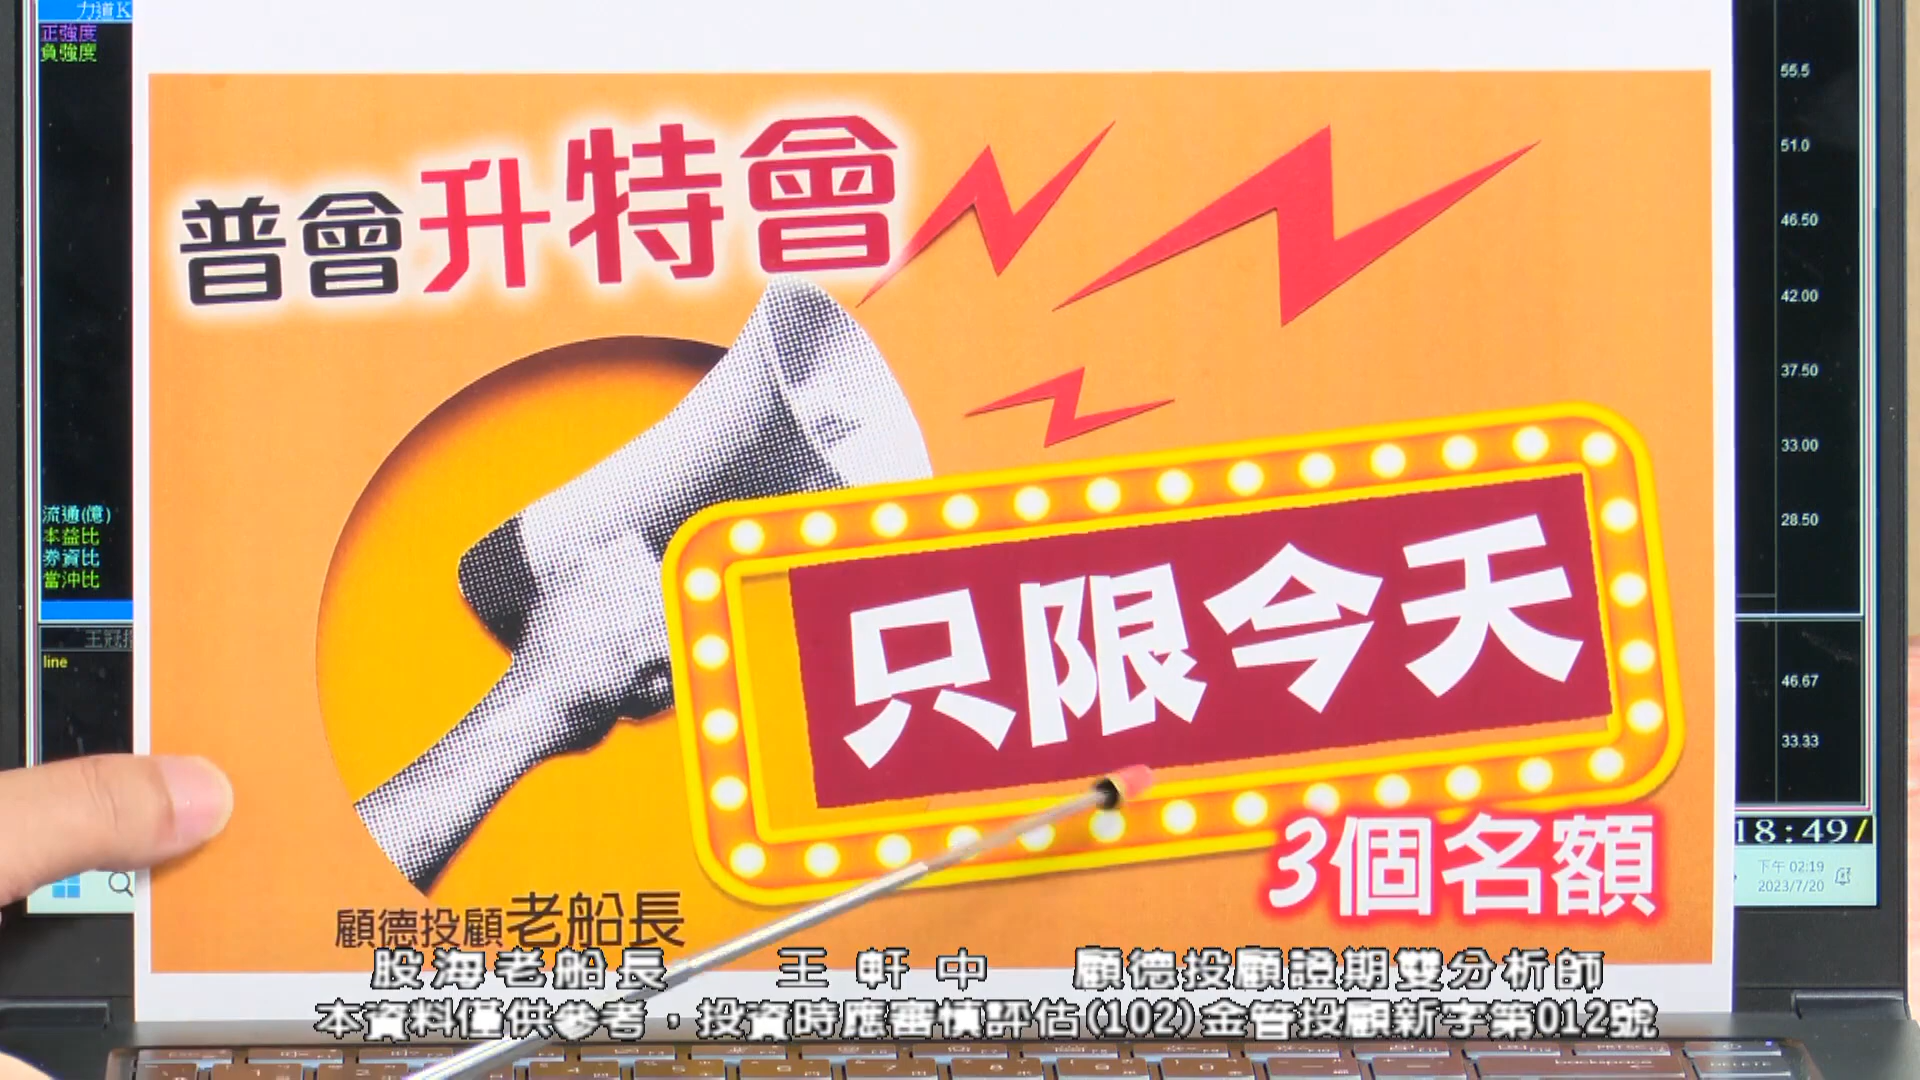 力道K
正強度
負強度
55.5
51.0
46.50
42.00
37.50
33.00
28.50
普會升特會
流通(億)
本益比
券資比
當沖比
只限今天
line
46.67
33.33
3個名額
18:49/
下午 02:19
2023/7/20
顧德投顧老船長
股海老船長 王軒中 顧德投顧證期雙分析師
本資料僅供參考，投資時應審慎評估(102)金管投顧新字第012號